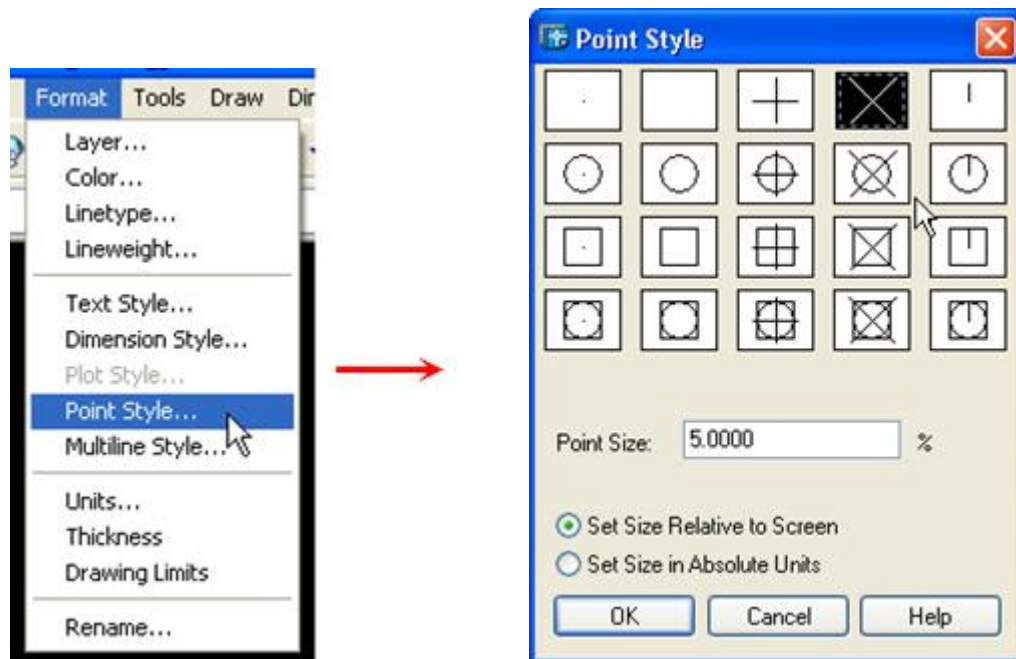 Format Tools Draw
Layer...
Color...
Linetype...
Lineweight...
Text Style...
Dimension Style...
Plot Style...
Point Style...
Multiline Style...
Units...
Thickness
Drawing Limits
Rename...
Point Style
Point Size: 5.0000 %
Set Size Relative to Screen
Set Size in Absolute Units
OK Cancel Help